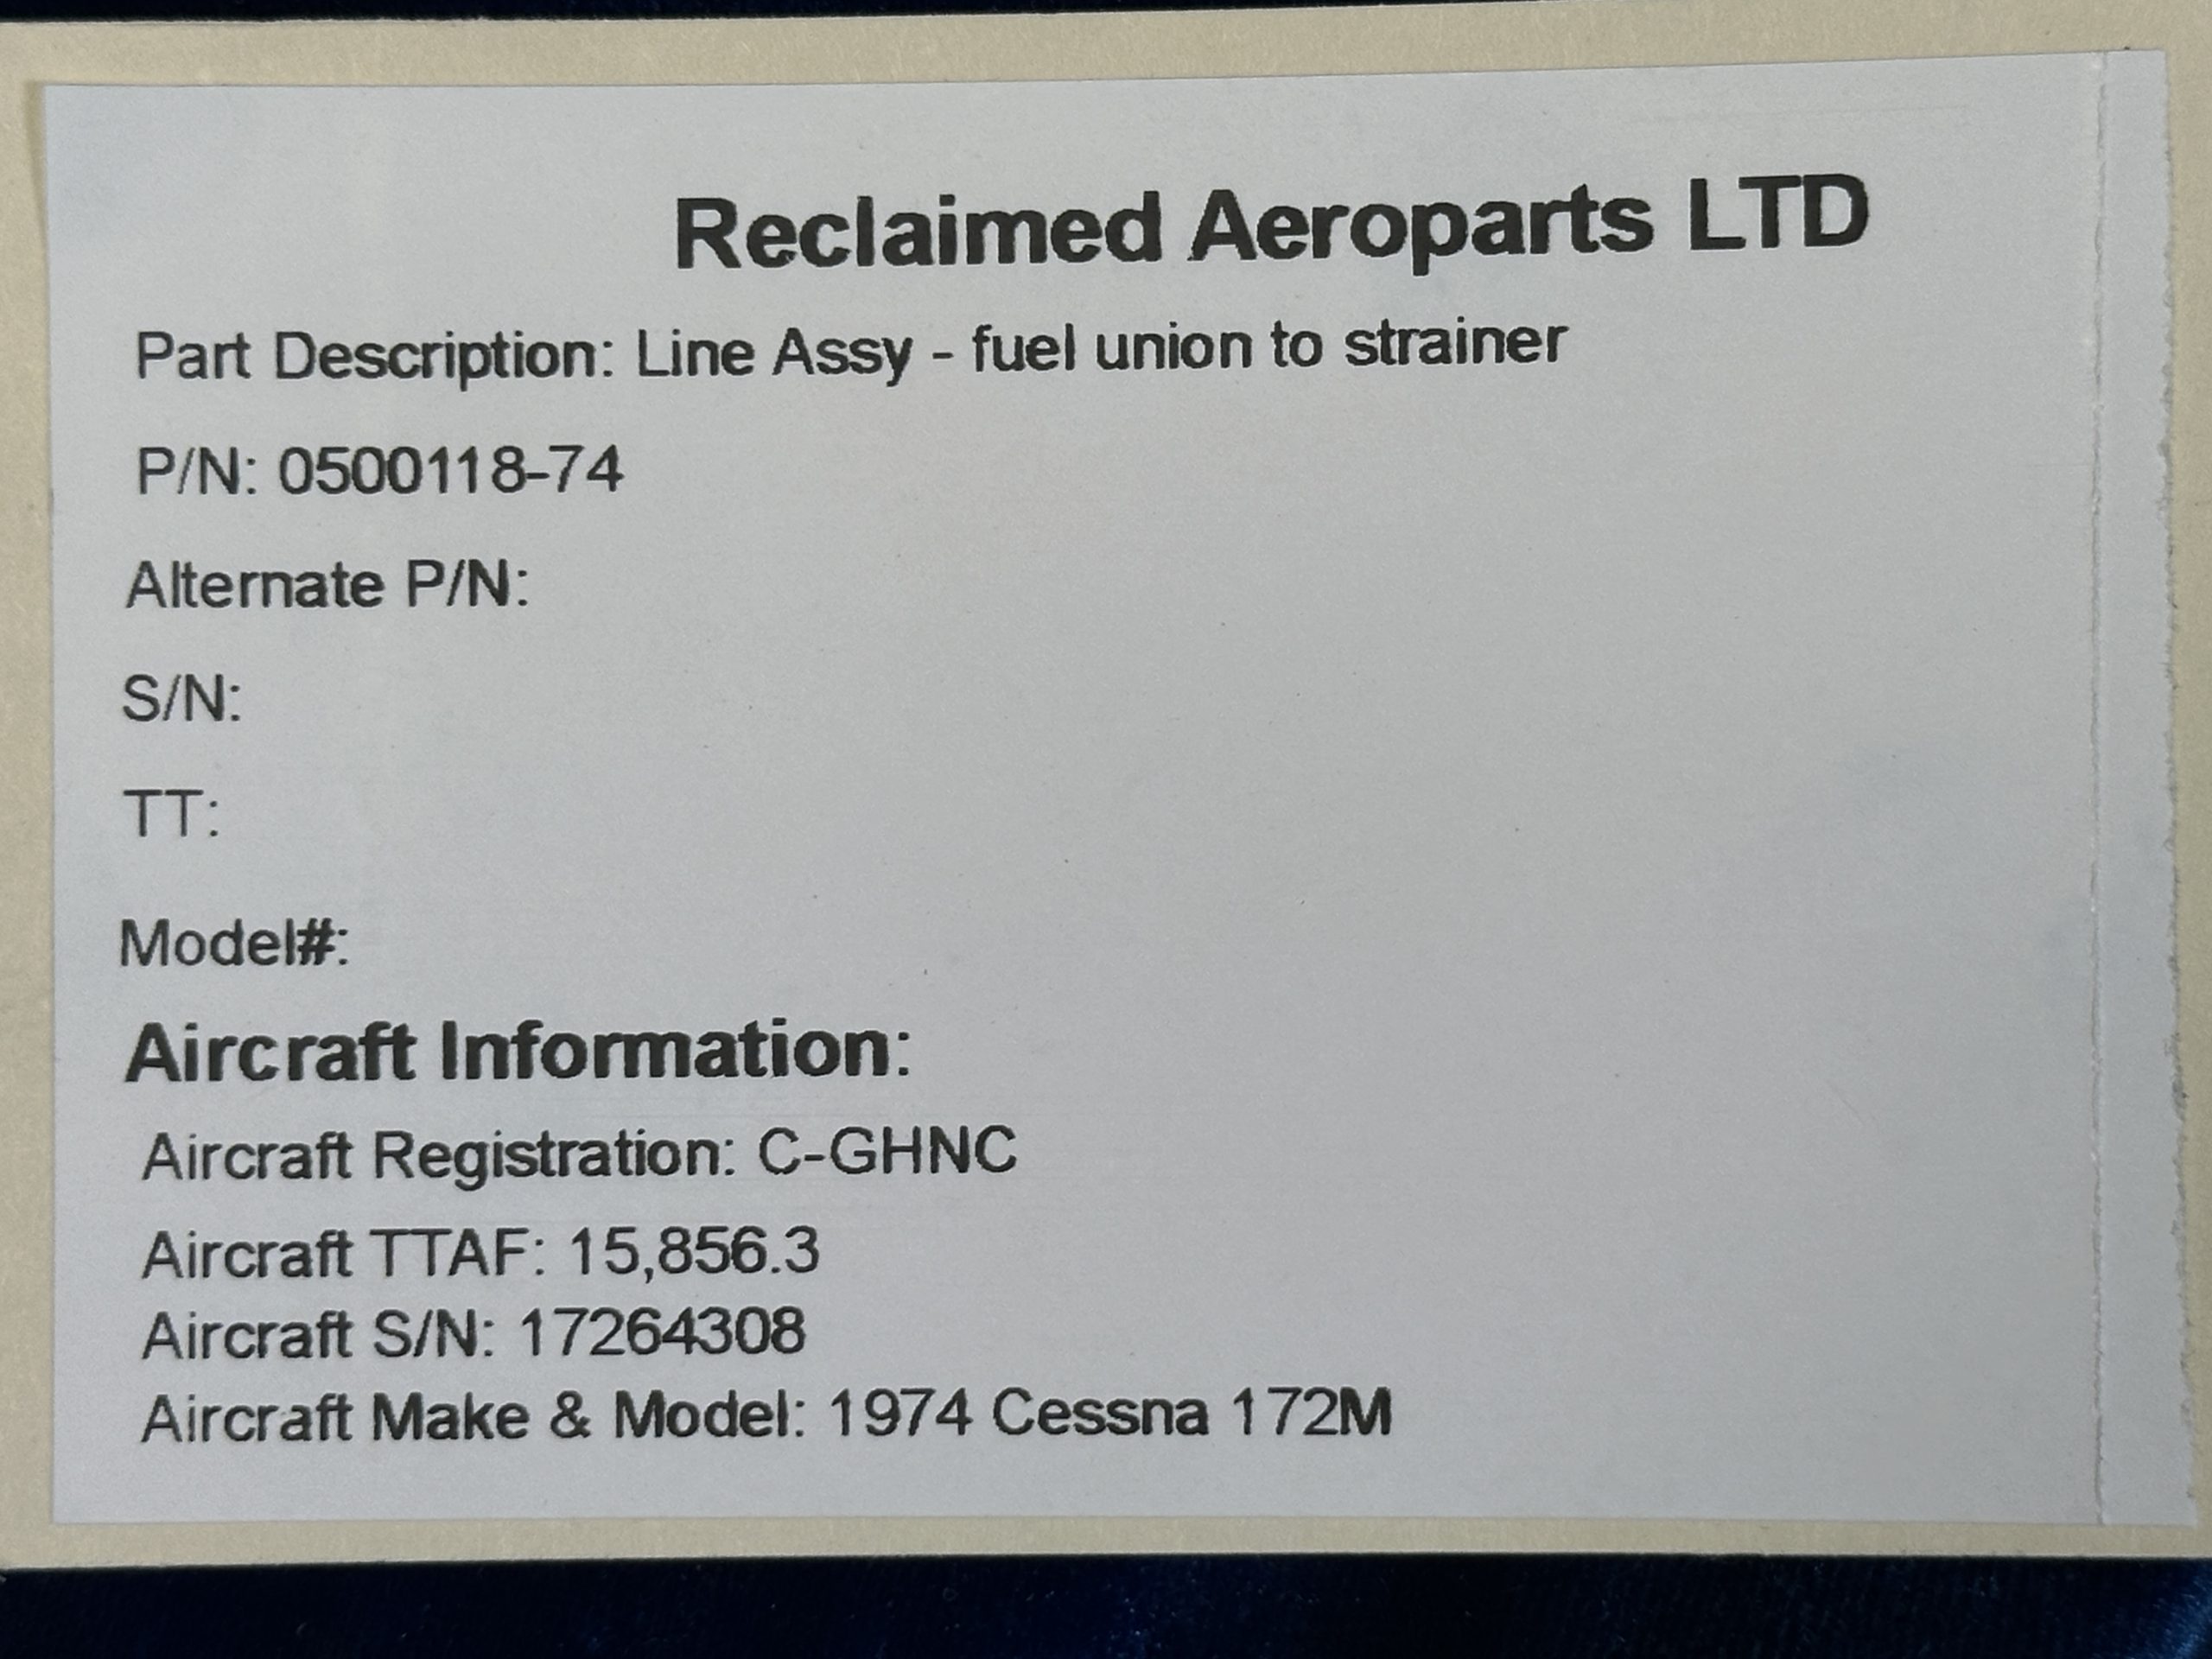 Reclaimed Aeroparts LTD
Part Description: Line Assy - fuel union to strainer
P/N: 0500118-74
Alternate P/N:
S/N:
TT:
Model#:
Aircraft Information:
Aircraft Registration: C-GHNC
Aircraft TTAF: 15,856.3
Aircraft S/N: 17264308
Aircraft Make & Model: 1974 Cessna 172M